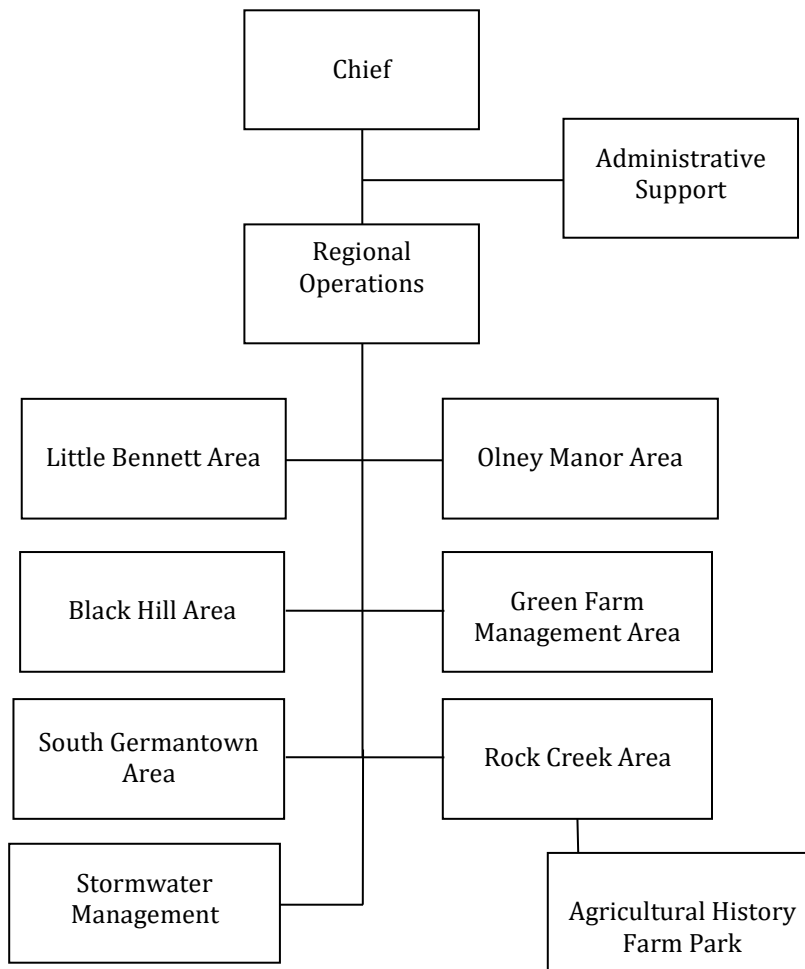 Chief
Administrative
Support
Regional
Operations
Little Bennett Area
Olney Manor Area
Black Hill Area
Green Farm
Management Area
South Germantown
Area
Rock Creek Area
Stormwater
Management
Agricultural History
Farm Park